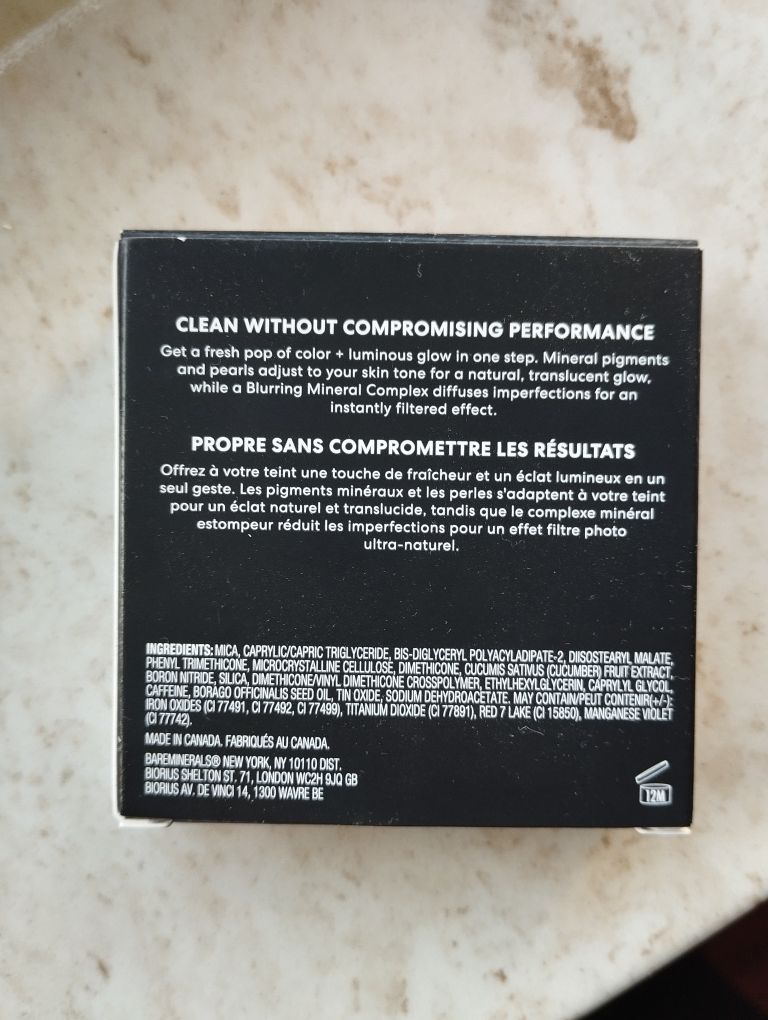 CLEAN WITHOUT COMPROMISING PERFORMANCE
Get a fresh pop of color + luminous glow in one step. Mineral pigments
and pearls adjust to your skin tone for a natural, translucent glow,
while a Blurring Mineral Complex diffuses imperfections for an
instantly filtered effect.
PROPRE SANS COMPROMETTRE LES RÉSULTATS
Offrez à votre teint une touche de fraîcheur et un éclat lumineux en un
seul geste. Les pigments minéraux et les perles s'adaptent à votre teint
pour un éclat naturel et translucide, tandis que le complexe minéral
estompeur réduit les imperfections pour un effet filtre photo
ultra-naturel.
INGREDIENTS: MICA, CAPRYLIC/CAPRIC TRIGLYCERIDE, BIS-DIGLYCERYL POLYACYLADIPATE-2, DIISOSTEARYL MALATE,
PHENYL TRIMETHICONE, MICROCRYSTALLINE CELLULOSE, DIMETHICONE, CUCUMIS SATIVUS (CUCUMBER) FRUIT EXTRACT,
BORON NITRIDE, SILICA, DIMETHICONE/VINYL DIMETHICONE CROSSPOLYMER, ETHYLHEXYLGLYCERIN, CAPRYLYL GLYCOL,
CAFFEINE, BORAGO OFFICINALIS SEED OIL, TIN OXIDE, SODIUM DEHYDROACETATE. MAY CONTAIN/PEUT CONTENIR(+/-):
IRON OXIDES (CI 77491, CI 77492, CI 77499), TITANIUM DIOXIDE (CI 77891), RED 7 LAKE (CI 15850), MANGANESE VIOLET
(CI 77742).
MADE IN CANADA. FABRIQUÉS AU CANADA.
BAREMINERALS® NEW YORK, NY 10110 DIST.
BIORIUS SHELTON ST. 71, LONDON WC2H 9JQ GB
BIORIUS AV. DE VINCI 14, 1300 WAVRE BE
12M